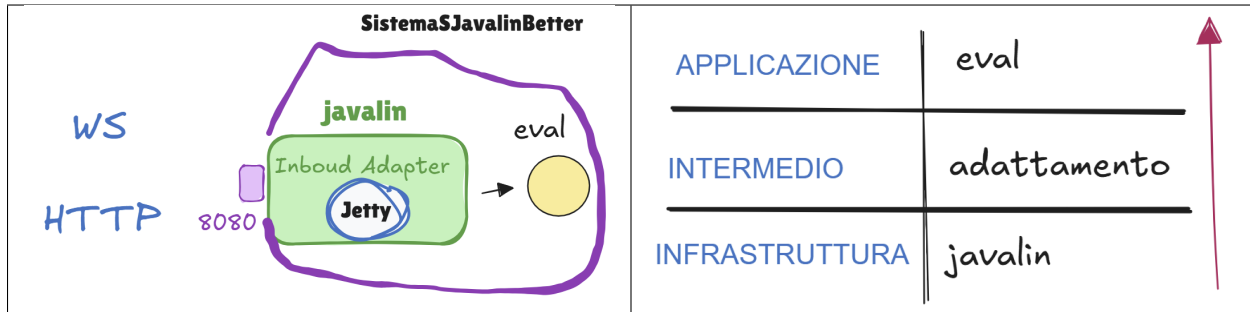 SistemaSJavalinBetter
WS
HTTP
javalin
Inboud Adapter
Jetty
8080
eval
APPLICAZIONE eval
INTERMEDIO adattamento
INFRASTRUTTURA javalin